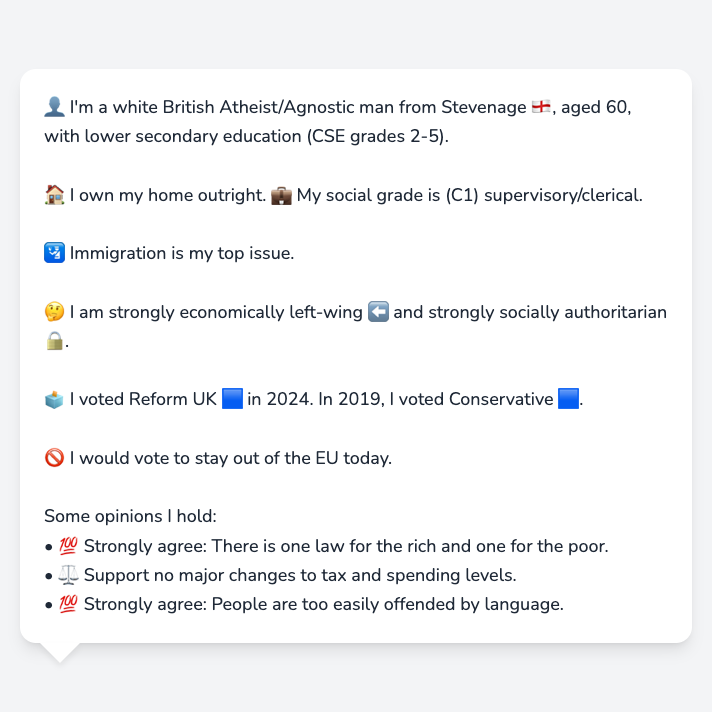 👤 I'm a white British Atheist/Agnostic man from Stevenage 🏴󠁧󠁢󠁥󠁮󠁧󠁿, aged 60,
with lower secondary education (CSE grades 2-5).
🏠 I own my home outright. 💼 My social grade is (C1) supervisory/clerical.
🛂 Immigration is my top issue.
🤔 I am strongly economically left-wing ⬅️ and strongly socially authoritarian
🔒.
🗳️ I voted Reform UK 🟦 in 2024. In 2019, I voted Conservative 🟦.
🚫 I would vote to stay out of the EU today.
Some opinions I hold:
• 💯 Strongly agree: There is one law for the rich and one for the poor.
• ⚖️ Support no major changes to tax and spending levels.
• 💯 Strongly agree: People are too easily offended by language.